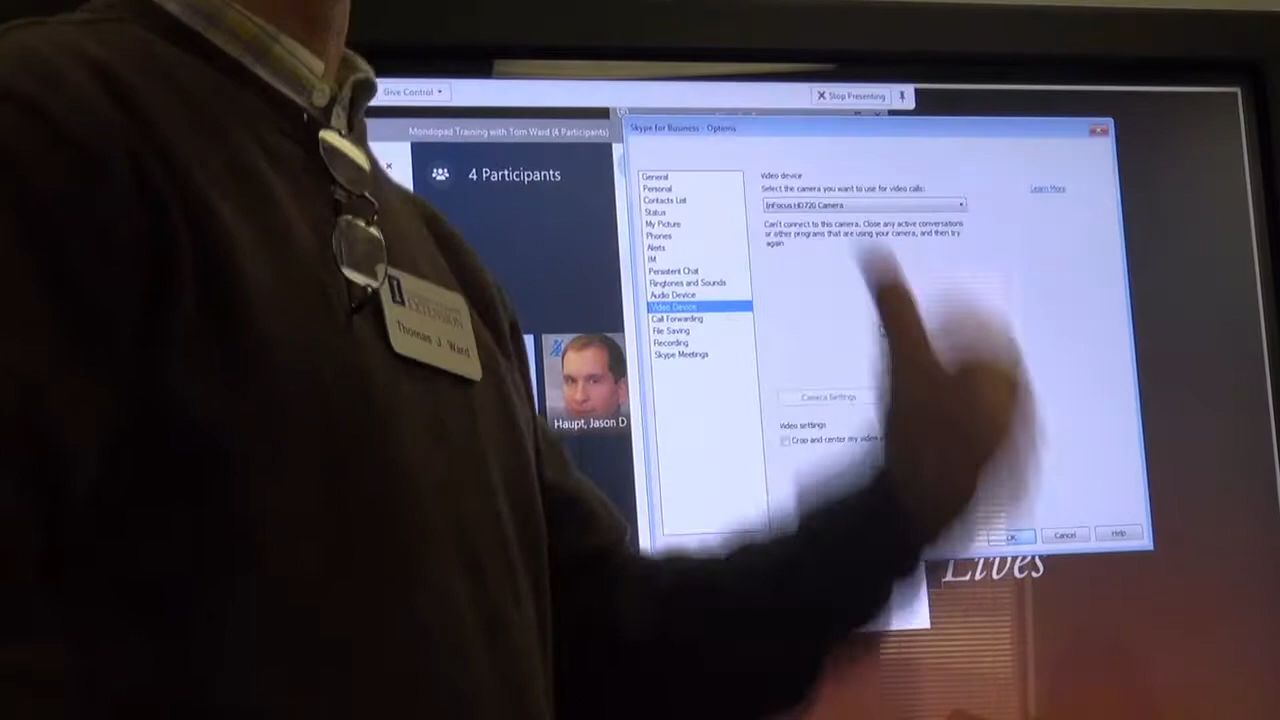 Give Control
Stop Presenting
Mondopad Training with Tom Ward (4 Participants)
4 Participants
Skype for Business - Options
General
Personal
Contacts List
Status
My Picture
Phones
Alerts
IM
Persistent Chat
Ringtones and Sounds
Audio Device
Video Device
Call Forwarding
File Saving
Recording
Skype Meetings
Video device
Select the camera you want to use for video calls:
Learn More
InFocus HD720 Camera
Can't connect to this camera. Close any active conversations
or other programs that are using your camera, and then try
again
Camera Settings
Video settings
Crop and center my video
OK
Cancel
Help
EXTENSION
Thomas J. Ward
Haupt, Jason D
Lives